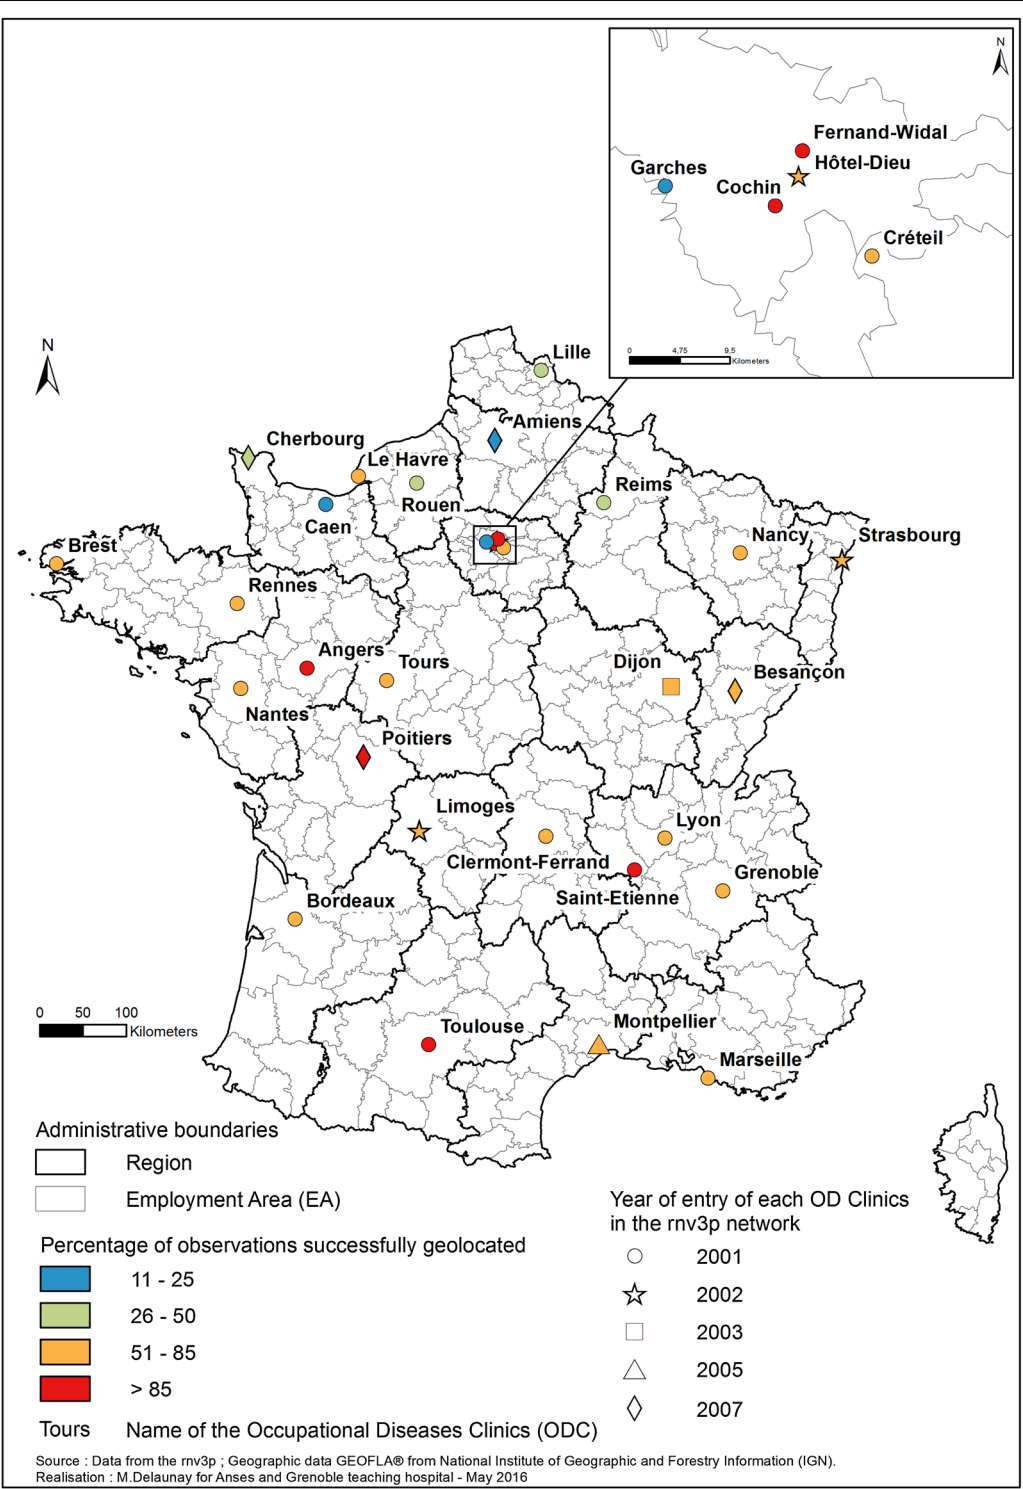 N
Fernand-Widal
Hôtel-Dieu
Garches
Cochin
Créteil
0 4,75 9,5
Kilometers
N
Lille
Amiens
Cherbourg
Le Havre
Rouen
Reims
Caen
Nancy
Strasbourg
Brest
Rennes
Angers
Tours
Dijon
Besançon
Nantes
Poitiers
Limoges
Lyon
Clermont-Ferrand
Grenoble
Saint-Etienne
Bordeaux
0 50 100
Kilometers
Toulouse
Montpellier
Marseille
Administrative boundaries
Region
Employment Area (EA)
Percentage of observations successfully geolocated
11 - 25
26 - 50
51 - 85
> 85
Tours Name of the Occupational Diseases Clinics (ODC)
Year of entry of each OD Clinics
in the rnv3p network
2001
2002
2003
2005
2007
Source : Data from the rnv3p ; Geographic data GEOFLA® from National Institute of Geographic and Forestry Information (IGN).
Realisation : M.Delaunay for Anses and Grenoble teaching hospital - May 2016